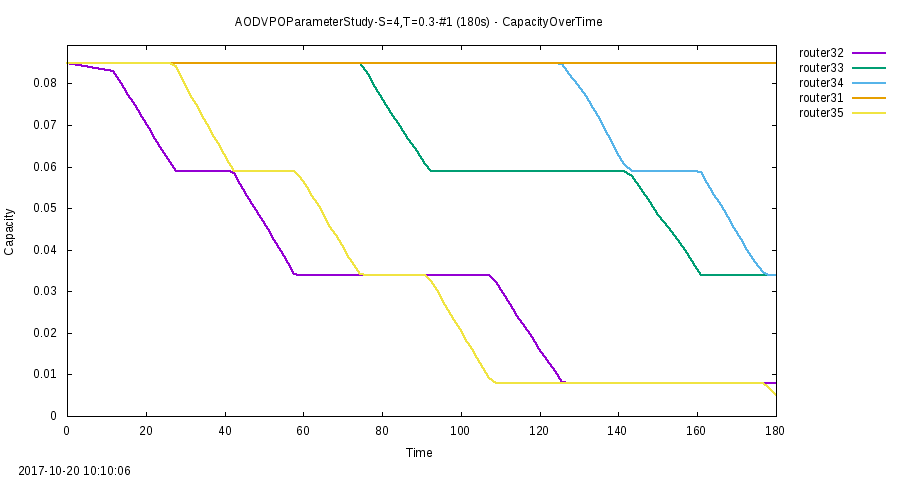 AODVPOParameterStudy-S=4,T=0.3-#1 (180s) - CapacityOverTime
router32
router33
router34
router31
router35
0.08
0.07
0.06
0.05
0.04
0.03
0.02
0.01
0
Capacity
0 20 40 60 80 100 120 140 160 180
Time
2017-10-20 10:10:06